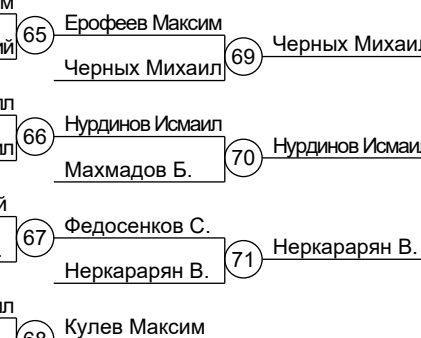 65
Ерофеев Максим
Черных Михаил
69
Черных Михаил
66
Нурдинов Исмаил
Махмадов Б.
70
Нурдинов Исмаил
67
Федосенков С.
Неркарарян В.
71
Неркарарян В.
68
Кулев Максим